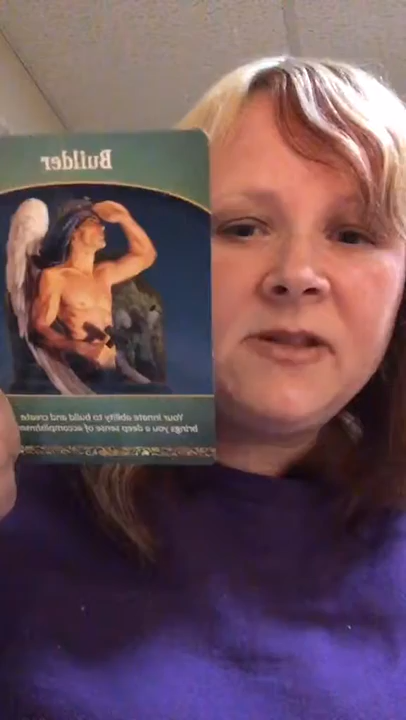 Builder
Your innate ability to build and create
brings you a deep sense of accomplishment